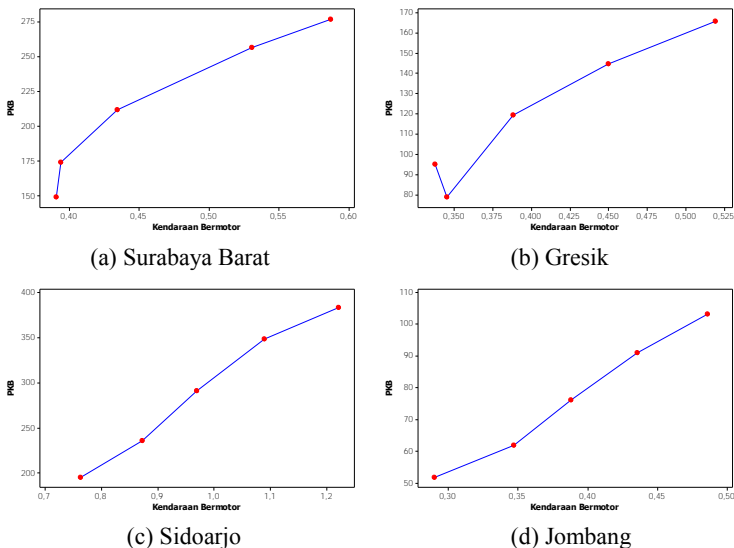 275
250
225
200
175
150
PKB
0,40 0,45 0,50 0,55 0,60
Kendaraan Bermotor
(a) Surabaya Barat
170
160
150
140
130
120
110
100
90
80
PKB
0,350 0,375 0,400 0,425 0,450 0,475 0,500 0,525
Kendaraan Bermotor
(b) Gresik
400
350
300
250
200
PKB
0,7 0,8 0,9 1,0 1,1 1,2
Kendaraan Bermotor
(c) Sidoarjo
110
100
90
80
70
60
50
PKB
0,30 0,35 0,40 0,45 0,50
Kendaraan Bermotor
(d) Jombang